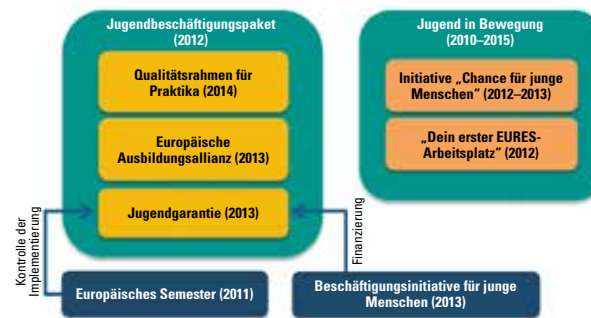 Jugendbeschäftigungspaket
(2012)
Qualitätsrahmen für
Praktika (2014)
Europäische
Ausbildungsallianz (2013)
Jugendgarantie (2013)
Jugend in Bewegung
(2010–2015)
Initiative „Chance für junge
Menschen“ (2012–2013)
„Dein erster EURES-
Arbeitsplatz“ (2012)
Kontrolle der
Implementierung
Finanzierung
Europäisches Semester (2011)
Beschäftigungsinitiative für junge
Menschen (2013)